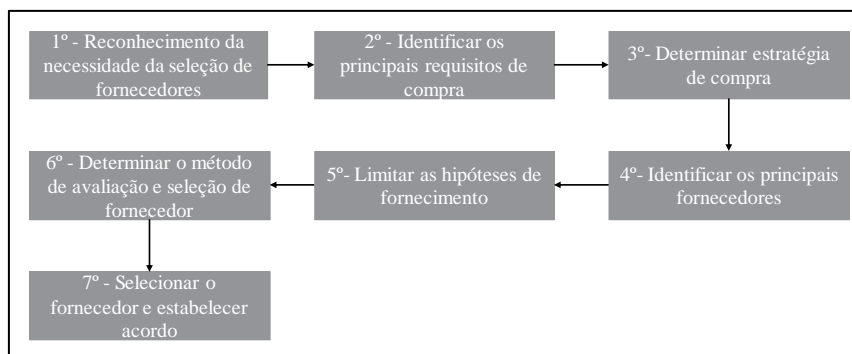 1º - Reconhecimento da
necessidade da seleção de
fornecedores
2º - Identificar os
principais requisitos de
compra
3º- Determinar estratégia
de compra
4º- Identificar os principais
fornecedores
5º- Limitar as hipóteses de
fornecimento
6º - Determinar o método
de avaliação e seleção de
fornecedor
7º - Selecionar o
fornecedor e estabelecer
acordo